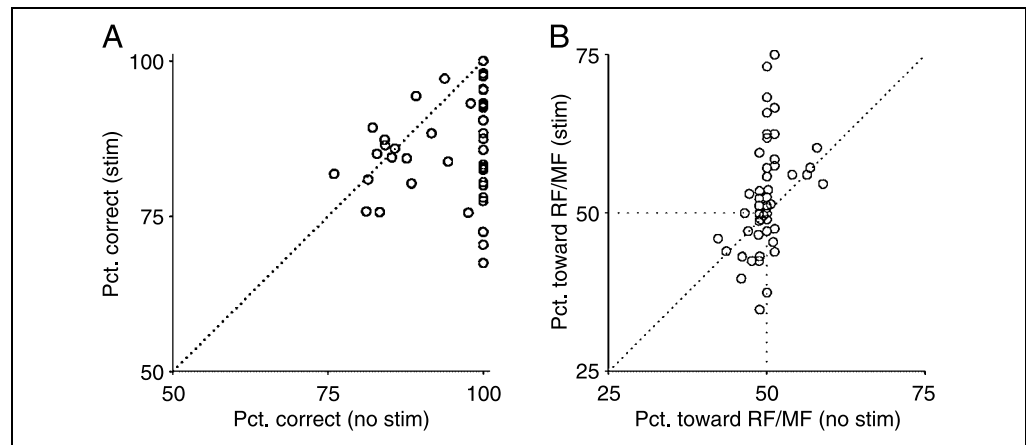 A
100
75
50
50
75
100
Pct. correct (stim)
Pct. correct (no stim)
B
75
50
25
25
50
75
Pct. toward RF/MF (stim)
Pct. toward RF/MF (no stim)